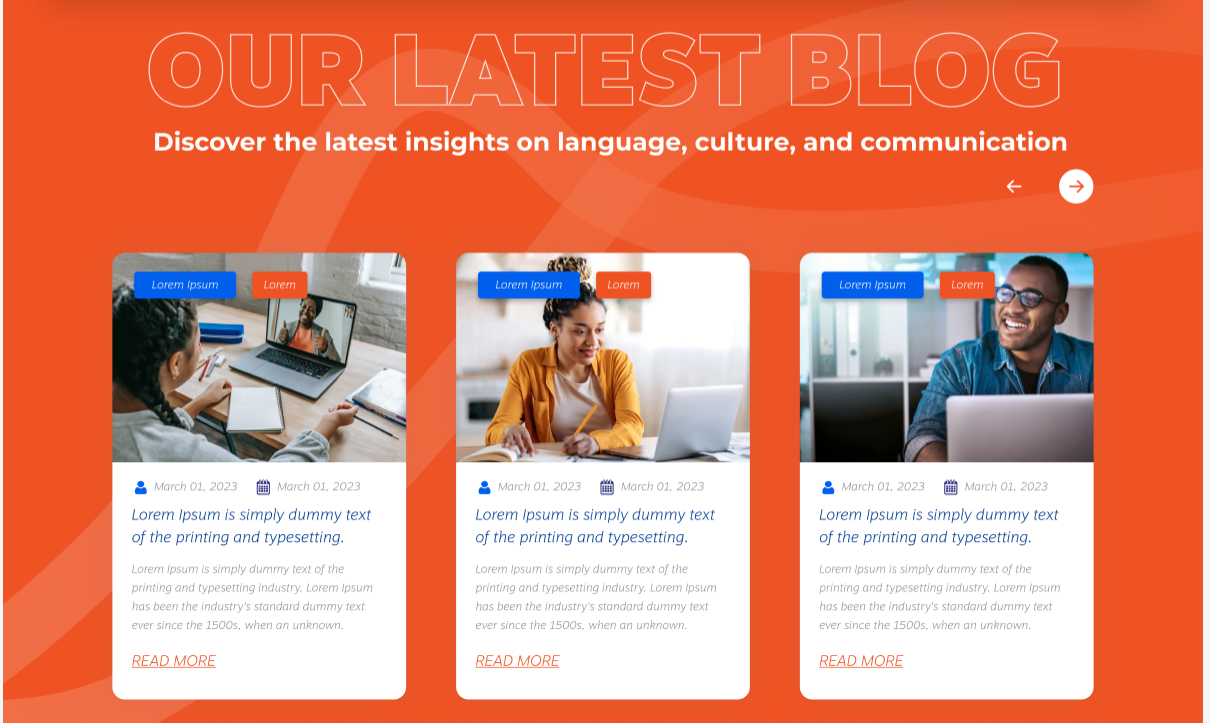 OUR LATEST BLOG
Discover the latest insights on language, culture, and communication
Lorem Ipsum Lorem
March 01, 2023 March 01, 2023
Lorem Ipsum is simply dummy text
of the printing and typesetting.
Lorem Ipsum is simply dummy text of the
printing and typesetting industry. Lorem Ipsum
has been the industry's standard dummy text
ever since the 1500s, when an unknown.
READ MORE
Lorem Ipsum Lorem
March 01, 2023 March 01, 2023
Lorem Ipsum is simply dummy text
of the printing and typesetting.
Lorem Ipsum is simply dummy text of the
printing and typesetting industry. Lorem Ipsum
has been the industry's standard dummy text
ever since the 1500s, when an unknown.
READ MORE
Lorem Ipsum Lorem
March 01, 2023 March 01, 2023
Lorem Ipsum is simply dummy text
of the printing and typesetting.
Lorem Ipsum is simply dummy text of the
printing and typesetting industry. Lorem Ipsum
has been the industry's standard dummy text
ever since the 1500s, when an unknown.
READ MORE